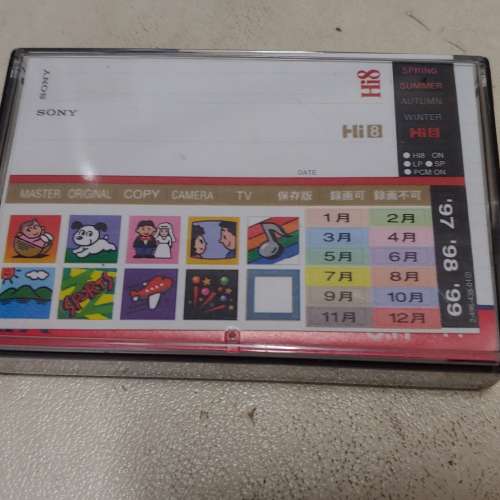 SONY
SONY
Hi8
Hi8
DATE
SPRING
SUMMER
AUTUMN
WINTER
Hi8
Hi8 ON
LP SP
PCM ON
MASTER ORIGINAL COPY CAMERA TV 保存版 録画可 録画不可
1月 2月
3月 4月
5月 6月
7月 8月
9月 10月
11月 12月
SPORTS
'97 '98 '99